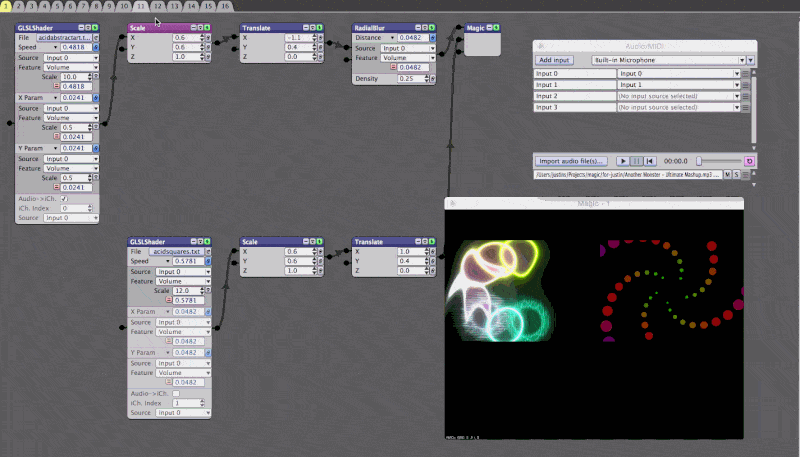 1 2 3 4 5 6 7 8 9 10 11 12 13 14 15 16
GLSLShader
File acidabstractart.t...
Speed 0.4818
Source Input 0
Feature Volume
Scale 10.0
0.4818
X Param 0.0241
Source Input 0
Feature Volume
Scale 0.5
0.0241
Y Param 0.0241
Source Input 0
Feature Volume
Scale 0.5
0.0241
Audio->iCh.
iCh. Index 0
Source Input 0
Scale
X 0.6
Y 0.6
Z 1.0
Translate
X -1.1
Y 0.4
Z 0.0
RadialBlur
Distance 0.0482
Source Input 0
Feature Volume
0.0482
Density 0.25
Magic
Audio/MIDI
Add input Built-in Microphone
Input 0 Input 0
Input 1 Input 1
Input 2 (No input source selected)
Input 3 (No input source selected)
Import audio file(s)... 00:00.0
/Users/justins/Projects/magic/for-justin/Another Monster - Ultimate Mashup.mp3 ... M S
GLSLShader
File acidsquares.txt
Speed 0.5781
Source Input 0
Feature Volume
Scale 12.0
0.5781
X Param 0.0482
Source Input 0
Feature Volume
0.0482
Y Param 0.0482
Source Input 0
Feature Volume
0.0482
Audio->iCh.
iCh. Index 1
Source Input 0
Scale
X 0.6
Y 0.6
Z 1.0
Translate
X 1.0
Y 0.4
Z 0.0
Magic - 1